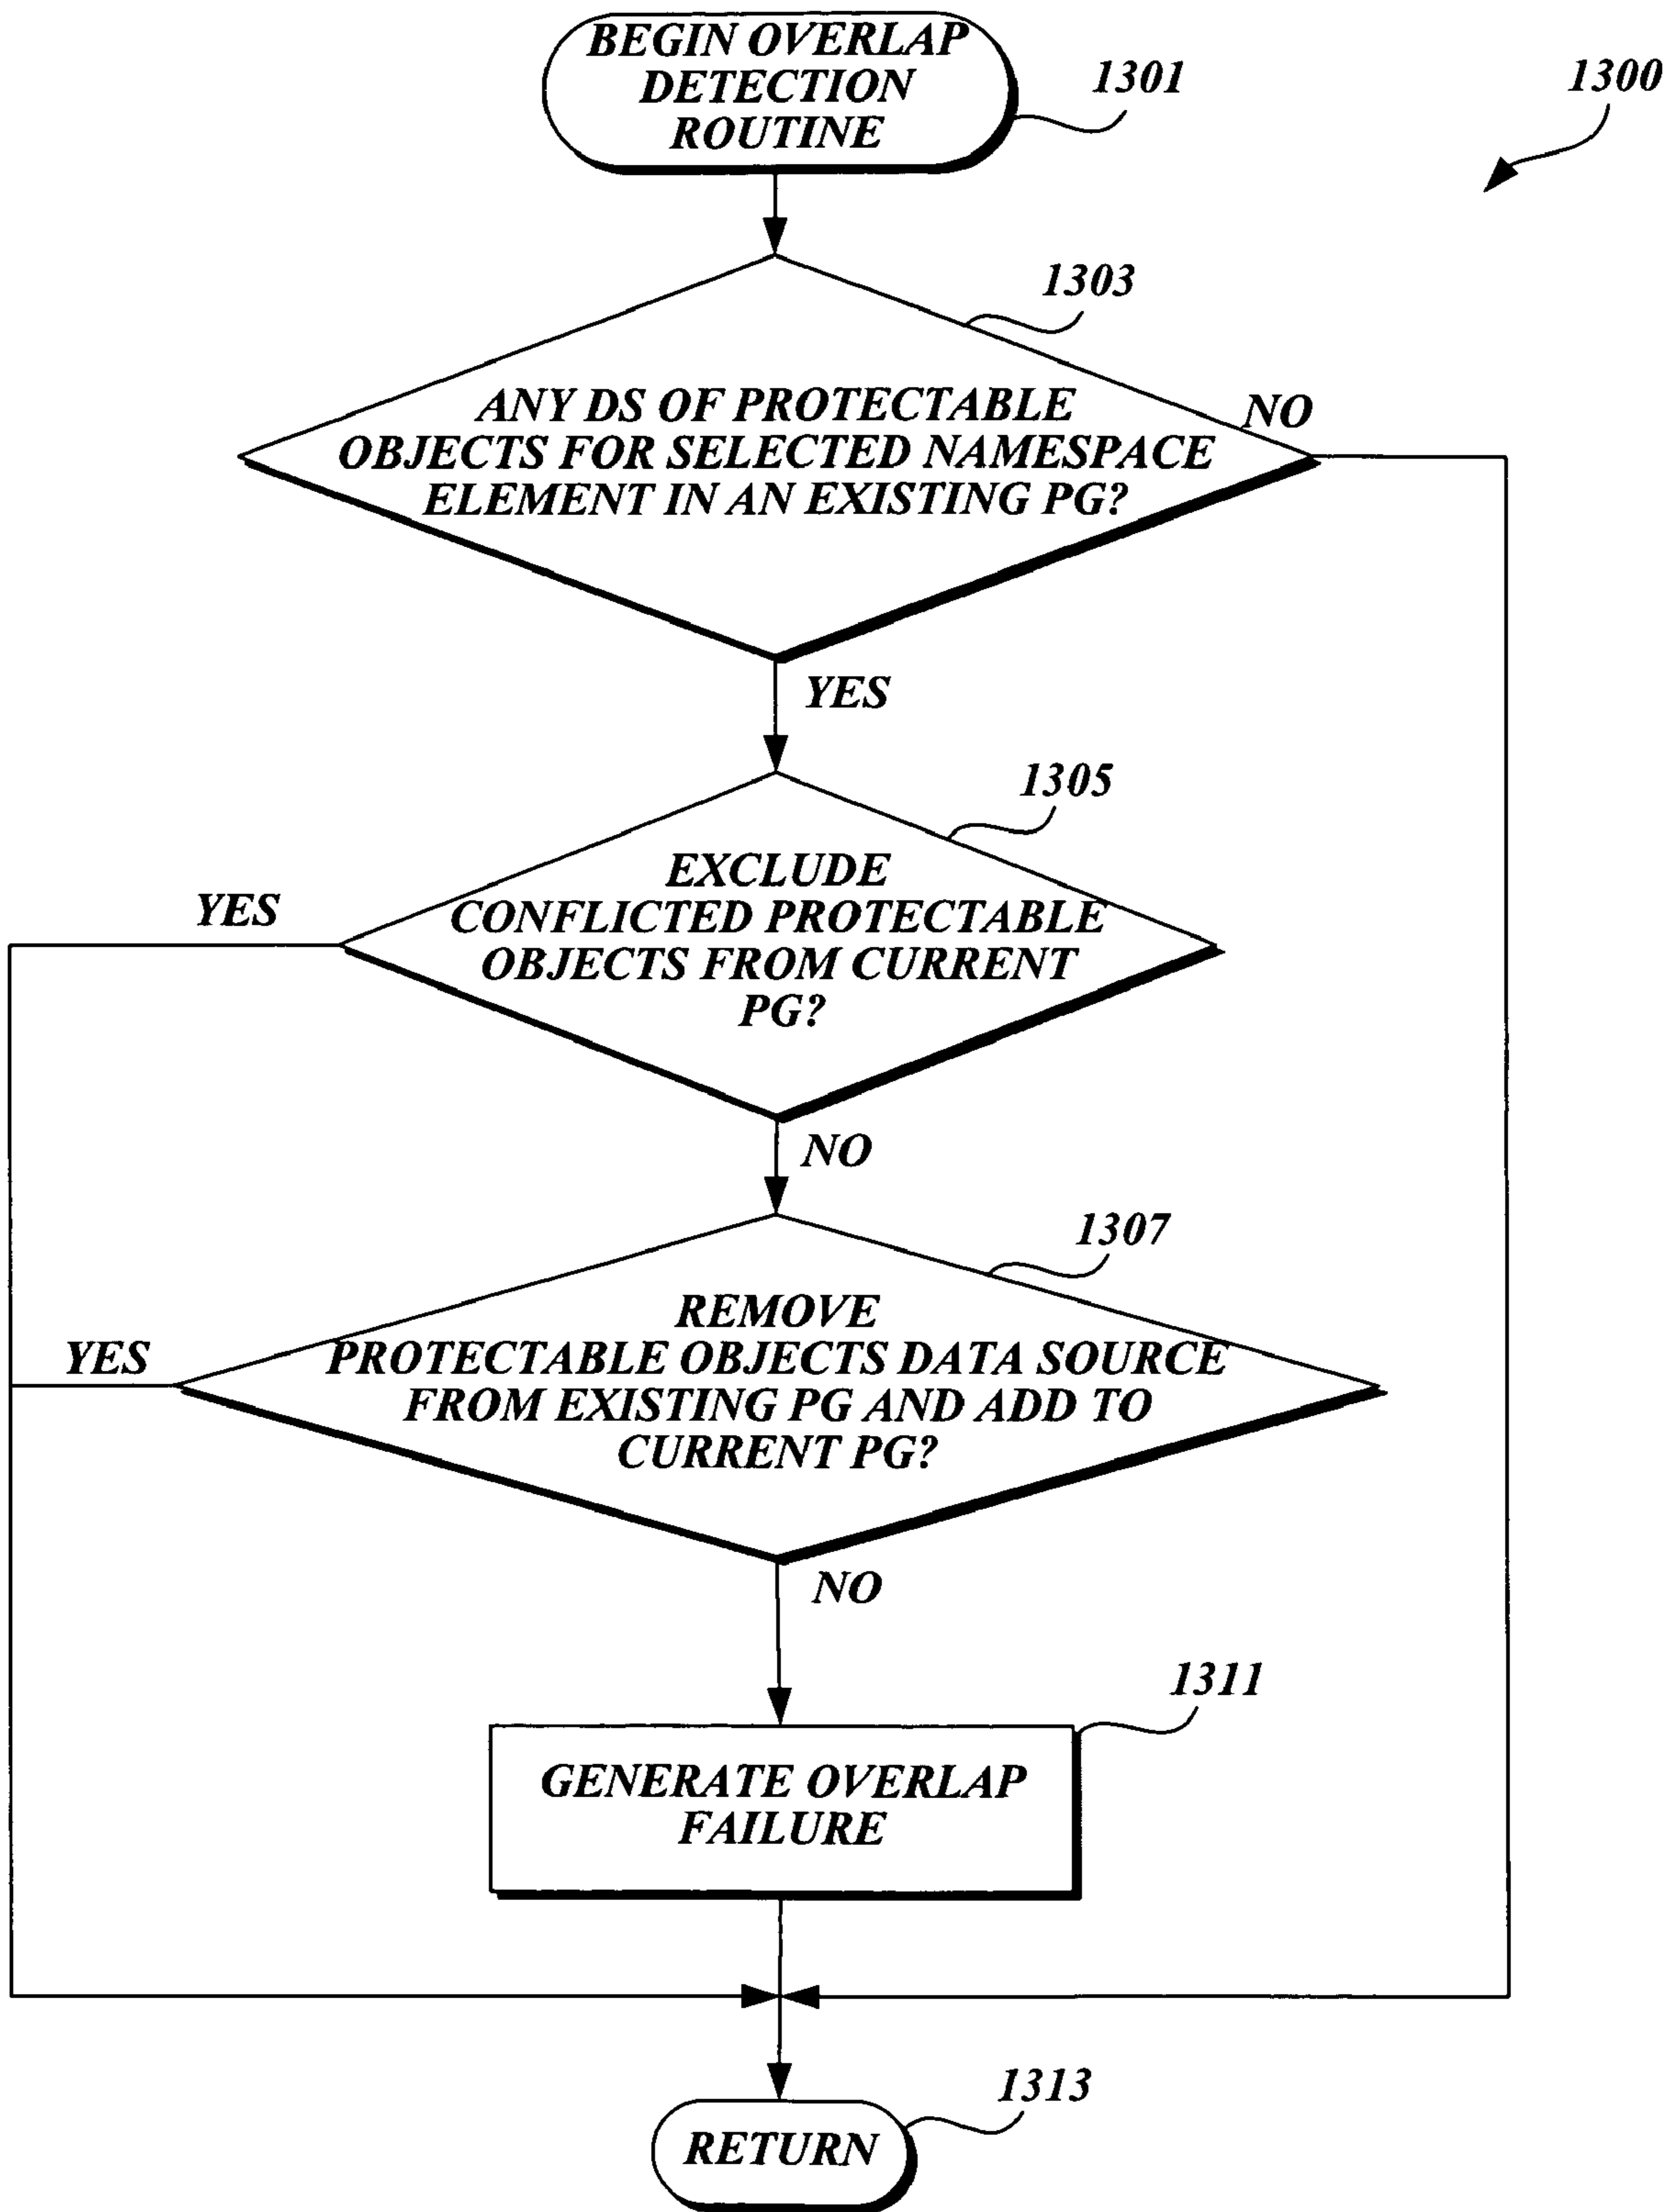 BEGIN OVERLAP
DETECTION
ROUTINE
1301
1300
1303
ANY DS OF PROTECTABLE
OBJECTS FOR SELECTED NAMESPACE
ELEMENT IN AN EXISTING PG?
NO
YES
1305
EXCLUDE
CONFLICTED PROTECTABLE
OBJECTS FROM CURRENT
PG?
YES
NO
1307
REMOVE
PROTECTABLE OBJECTS DATA SOURCE
FROM EXISTING PG AND ADD TO
CURRENT PG?
YES
NO
1311
GENERATE OVERLAP
FAILURE
1313
RETURN